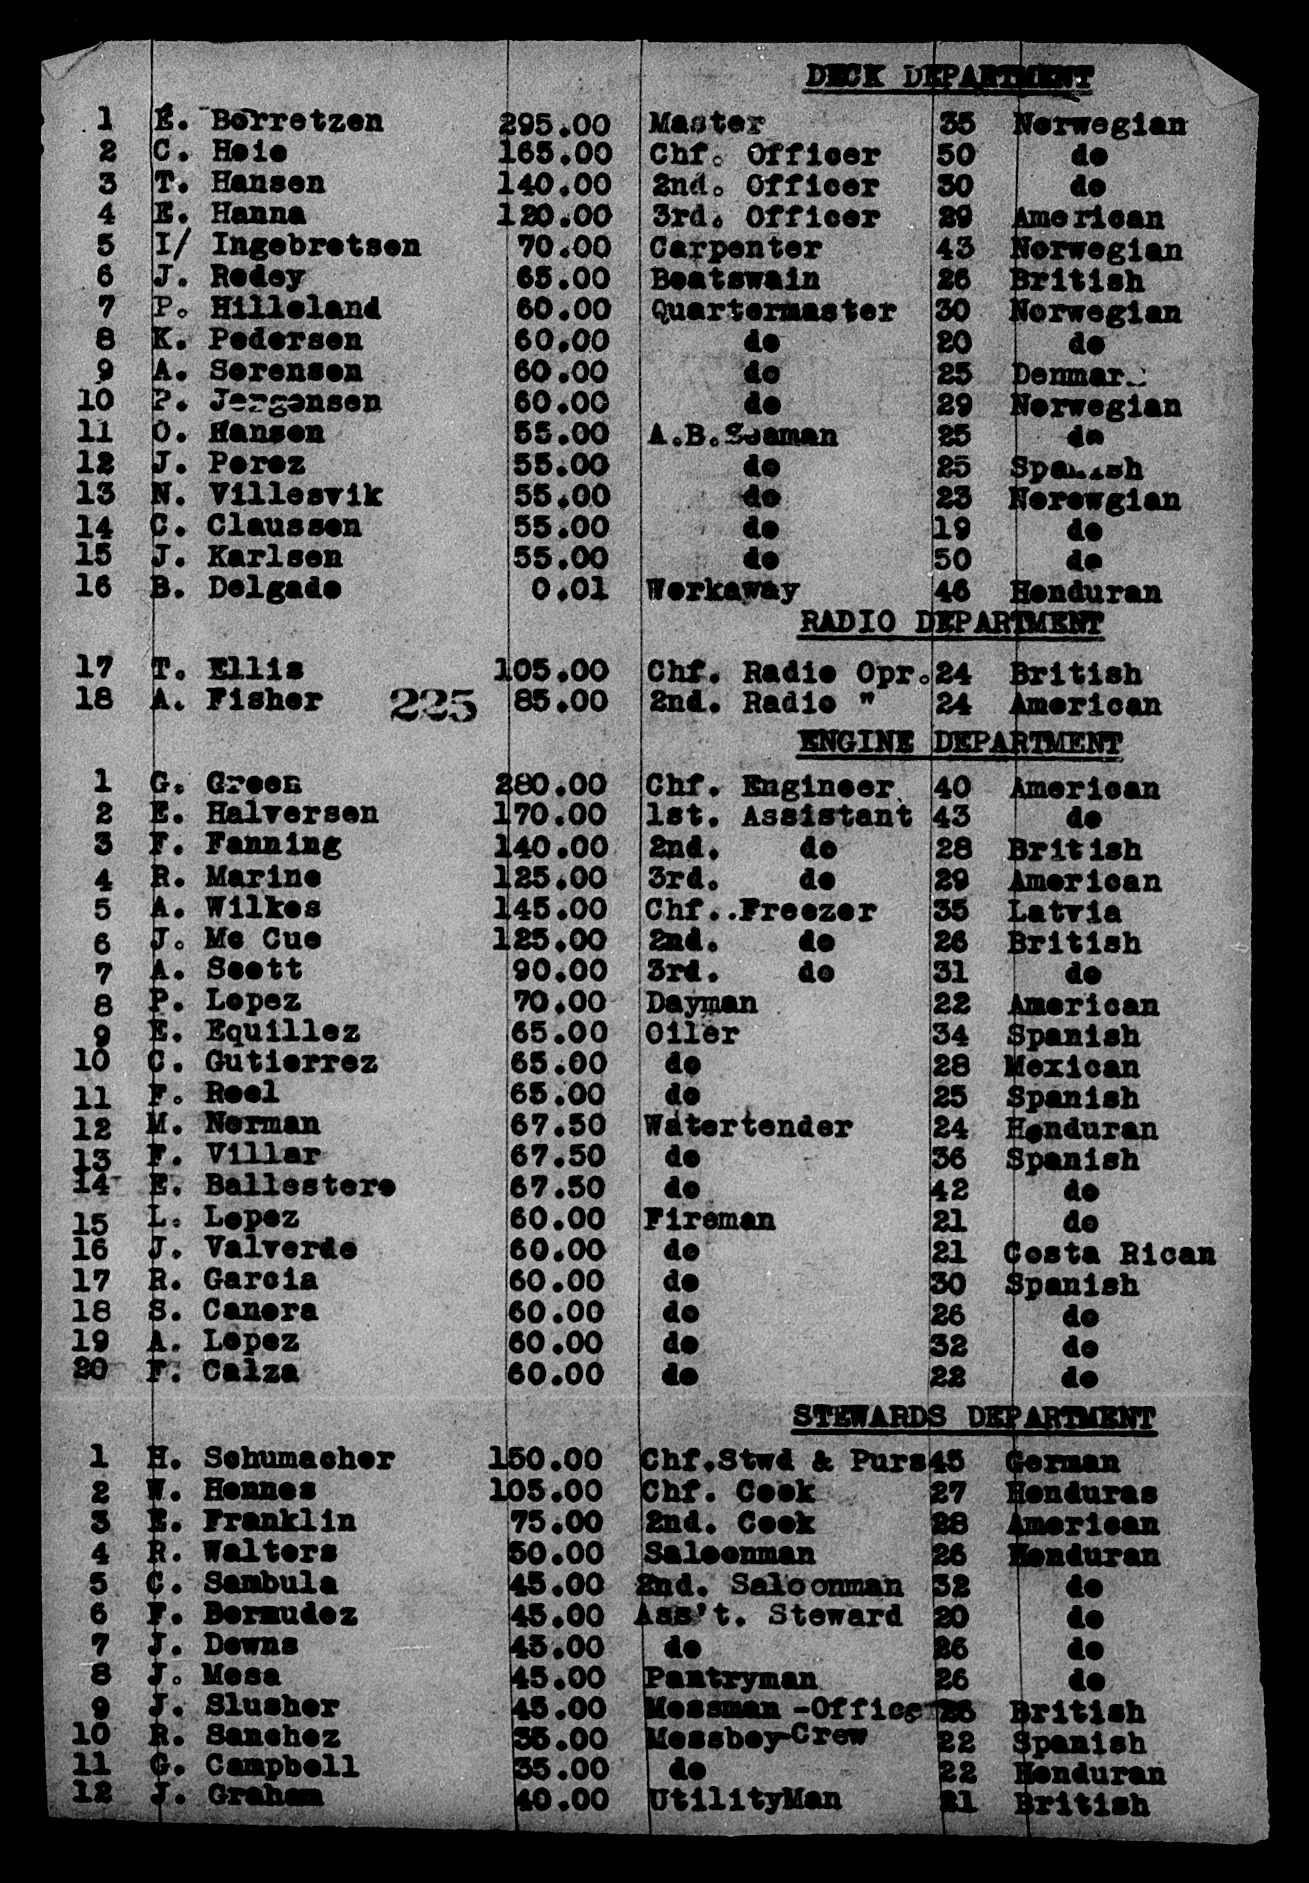 DECK DEPARTMENT
1 E. Borretzen 295.00 Master 35 Norwegian
2 C. Hoie 165.00 Chf. Officer 50 do
3 T. Hansen 140.00 2nd. Officer 30 do
4 E. Hanna 120.00 3rd. Officer 29 American
5 I/ Ingebretsen 70.00 Carpenter 43 Norwegian
6 J. Redey 65.00 Boatswain 26 British
7 P. Hilleland 60.00 Quartermaster 30 Norwegian
8 K. Pedersen 60.00 do 20 do
9 A. Sorensen 60.00 do 25 Denmar
10 P. Jorgensen 60.00 do 29 Norwegian
11 O. Hansen 55.00 A.B.Seaman 25 do
12 J. Perez 55.00 do 25 Spanish
13 N. Villesvik 55.00 do 23 Norewgian
14 C. Claussen 55.00 do 19 do
15 J. Karlsen 55.00 do 50 do
16 B. Delgado 0.01 Workaway 46 Honduran
RADIO DEPARTMENT
17 T. Ellis 105.00 Chf. Radio Opr. 24 British
18 A. Fisher 225 85.00 2nd. Radio " 24 American
ENGINE DEPARTMENT
1 G. Green 280.00 Chf. Engineer 40 American
2 E. Halversen 170.00 1st. Assistant 43 do
3 F. Fanning 140.00 2nd. do 28 British
4 R. Marine 125.00 3rd. do 29 American
5 A. Wilkes 145.00 Chf..Freezer 35 Latvia
6 J. Mc Cue 125.00 2nd. do 26 British
7 A. Scott 90.00 3rd. do 31 do
8 P. Lopez 70.00 Dayman 22 American
9 E. Equillez 65.00 Oiler 34 Spanish
10 C. Gutierrez 65.00 do 28 Mexican
11 F. Reel 65.00 do 25 Spanish
12 M. Norman 67.50 Watertender 24 Honduran
13 F. Villar 67.50 do 36 Spanish
14 E. Ballestero 67.50 do 42 do
15 L. Lopez 60.00 Fireman 21 do
16 J. Valverde 60.00 do 21 Costa Rican
17 R. Garcia 60.00 do 30 Spanish
18 S. Canora 60.00 do 26 do
19 A. Lopez 60.00 do 32 do
20 F. Calza 60.00 do 22 do
STEWARDS DEPARTMENT
1 H. Schumacher 150.00 Chf.Stwd & Purs 45 German
2 W. Hennes 105.00 Chf. Cook 27 Honduras
3 E. Franklin 75.00 2nd. Cook 28 American
4 R. Walters 50.00 Saloonman 26 Honduran
5 C. Sambula 45.00 2nd. Saloonman 32 do
6 F. Bermudez 45.00 Ass't. Steward 20 do
7 J. Downs 45.00 do 26 do
8 J. Mesa 45.00 Pantryman 26 do
9 J. Slusher 45.00 Messman -Officer British
10 R. Sanchez 35.00 Messboy-Crew 22 Spanish
11 G. Campbell 35.00 do 22 Honduran
12 J. Graham 40.00 UtilityMan 21 British